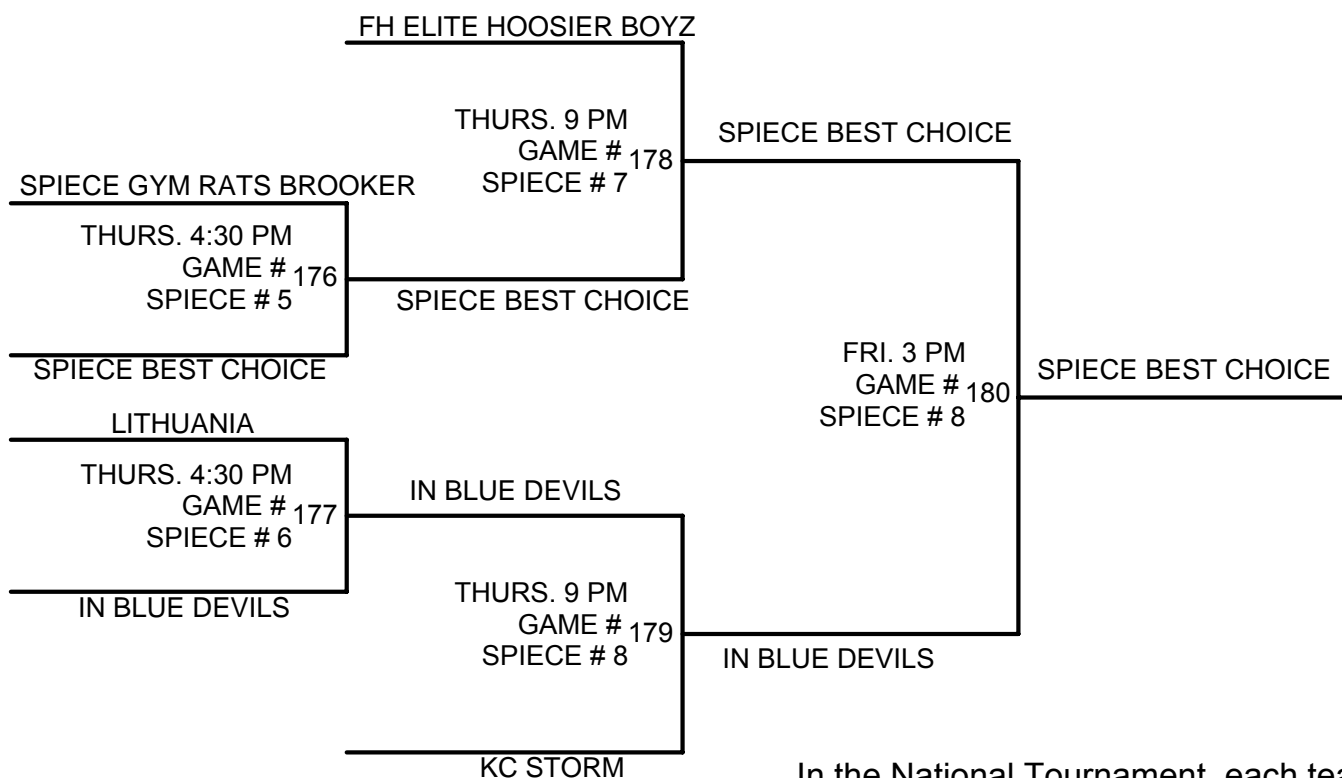 FH ELITE HOOSIER BOYZ
THURS. 9 PM
GAME # 178
SPIECE # 7
SPIECE BEST CHOICE
SPIECE GYM RATS BROOKER
THURS. 4:30 PM
GAME # 176
SPIECE # 5
SPIECE BEST CHOICE
SPIECE BEST CHOICE
FRI. 3 PM
GAME # 180
SPIECE # 8
SPIECE BEST CHOICE
LITHUANIA
THURS. 4:30 PM
GAME # 177
SPIECE # 6
IN BLUE DEVILS
IN BLUE DEVILS
THURS. 9 PM
GAME # 179
SPIECE # 8
IN BLUE DEVILS
KC STORM
In the National Tournament, each tea